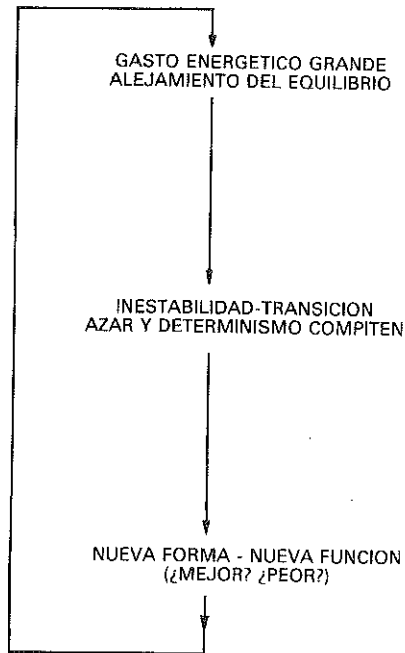 GASTO ENERGETICO GRANDE
ALEJAMIENTO DEL EQUILIBRIO
INESTABILIDAD-TRANSICION
AZAR Y DETERMINISMO COMPITEN
NUEVA FORMA - NUEVA FUNCION
(¿MEJOR? ¿PEOR?)